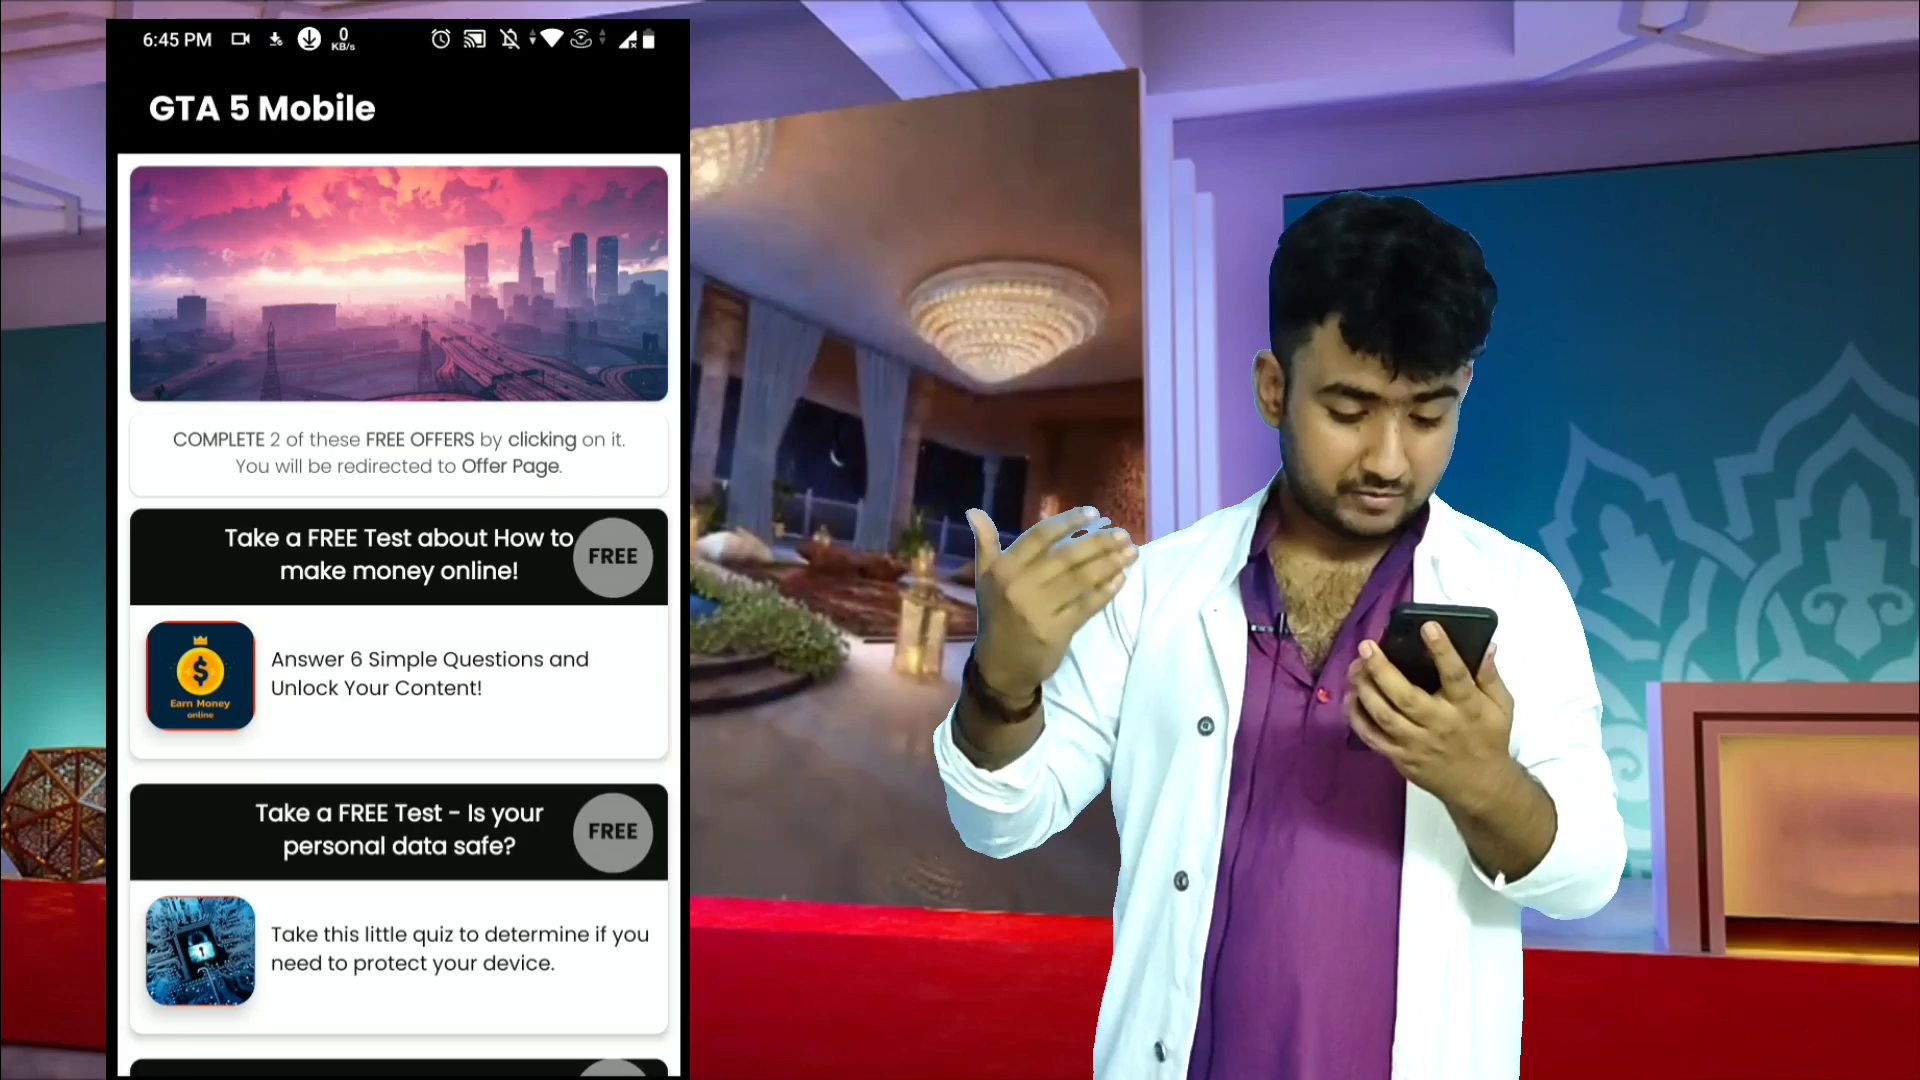 6:45 PM
0
KB/s
GTA 5 Mobile
COMPLETE 2 of these FREE OFFERS by clicking on it.
You will be redirected to Offer Page.
Take a FREE Test about How to
make money online!
FREE
Earn Money
online
Answer 6 Simple Questions and
Unlock Your Content!
Take a FREE Test - Is your
personal data safe?
FREE
Take this little quiz to determine if you
need to protect your device.